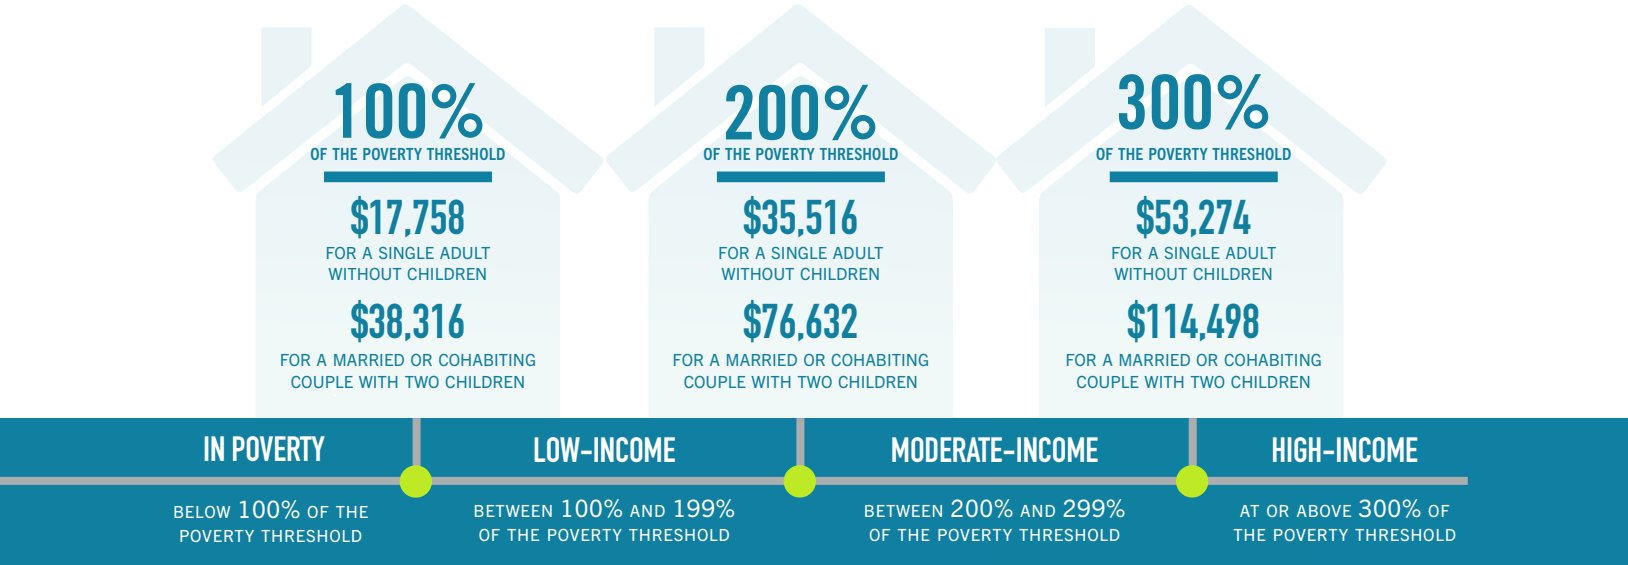 100%
OF THE POVERTY THRESHOLD
$17,758
FOR A SINGLE ADULT
WITHOUT CHILDREN
$38,316
FOR A MARRIED OR COHABITING
COUPLE WITH TWO CHILDREN
200%
OF THE POVERTY THRESHOLD
$35,516
FOR A SINGLE ADULT
WITHOUT CHILDREN
$76,632
FOR A MARRIED OR COHABITING
COUPLE WITH TWO CHILDREN
300%
OF THE POVERTY THRESHOLD
$53,274
FOR A SINGLE ADULT
WITHOUT CHILDREN
$114,498
FOR A MARRIED OR COHABITING
COUPLE WITH TWO CHILDREN
IN POVERTY
BELOW 100% OF THE
POVERTY THRESHOLD
LOW-INCOME
BETWEEN 100% AND 199%
OF THE POVERTY THRESHOLD
MODERATE-INCOME
BETWEEN 200% AND 299%
OF THE POVERTY THRESHOLD
HIGH-INCOME
AT OR ABOVE 300% OF
THE POVERTY THRESHOLD